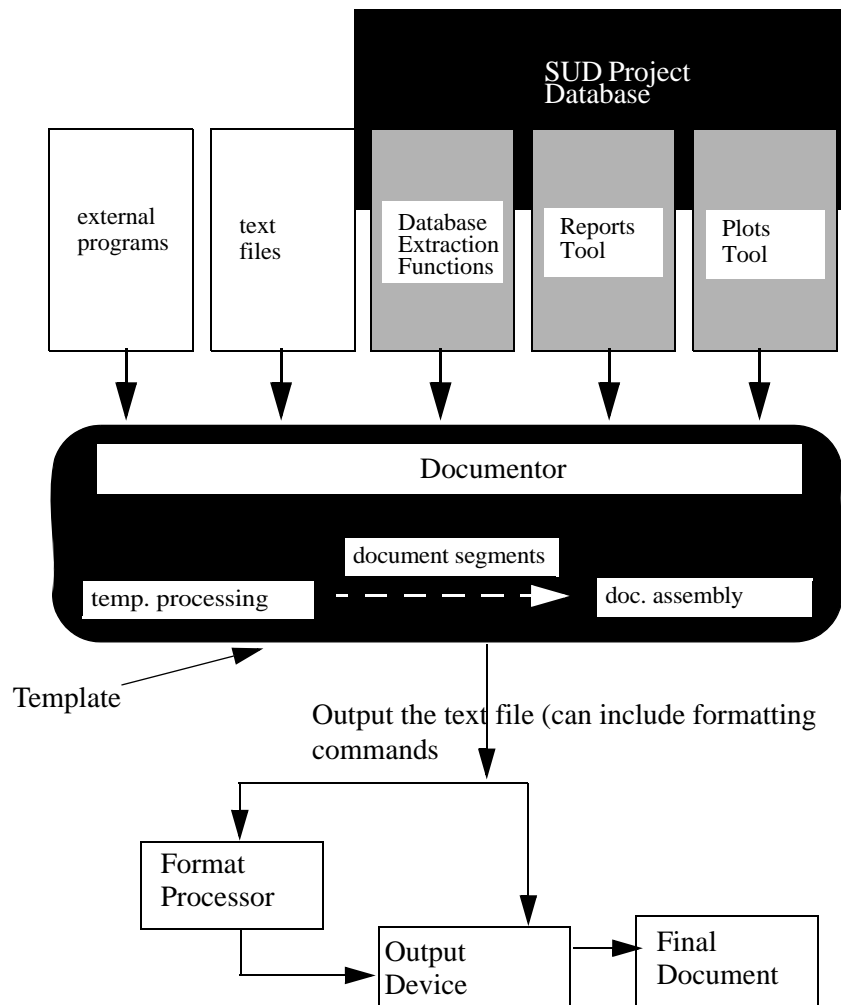 SUD Project
Database
external
programs
text
files
Database
Extraction
Functions
Reports
Tool
Plots
Tool
Documentor
document segments
temp. processing
doc. assembly
Template
Output the text file (can include formatting
commands
Format
Processor
Output
Device
Final
Document